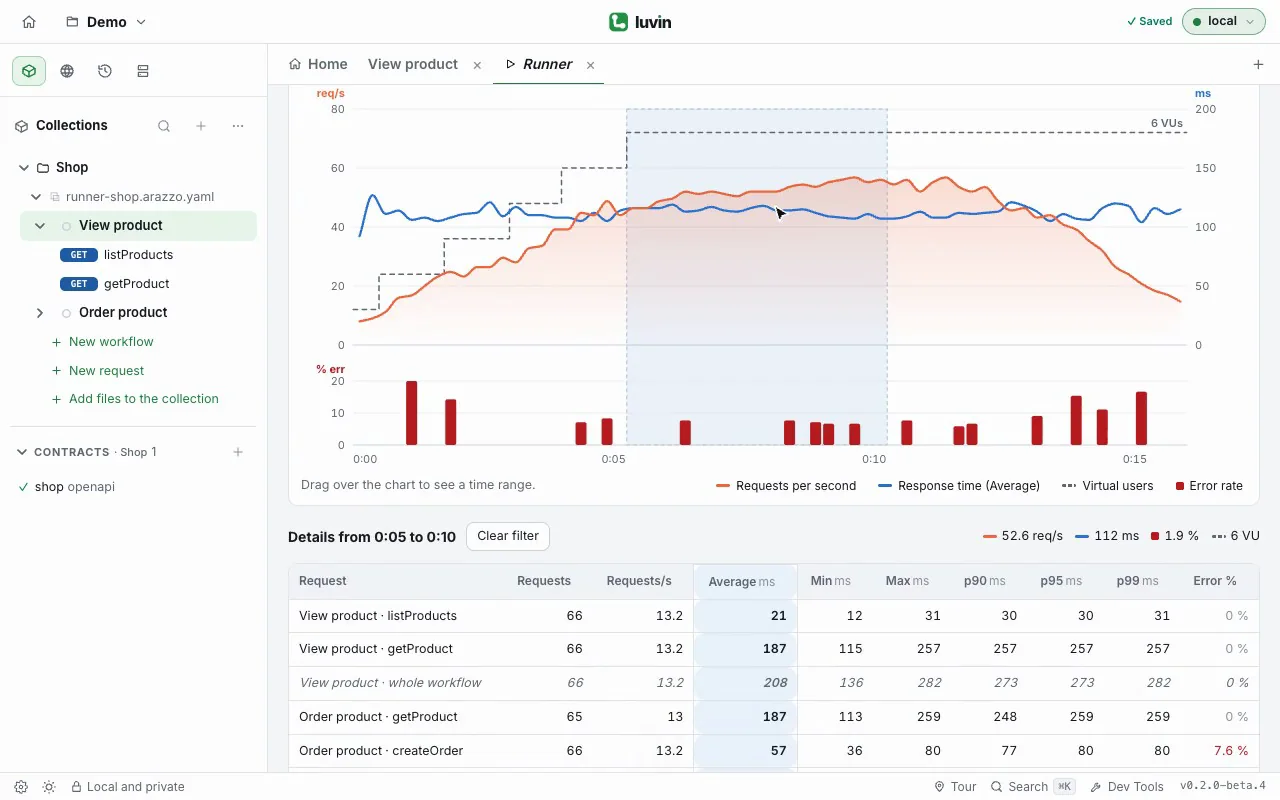 Demo
luvin
Saved
local
Home
View product
Runner
Collections
Shop
runner-shop.arazzo.yaml
View product
GET listProducts
GET getProduct
Order product
+ New workflow
+ New request
+ Add files to the collection
CONTRACTS · Shop 1
shop openapi
req/s
ms
80
60
40
20
0
200
150
100
50
0
6 VUs
% err
20
10
0
0:00 0:05 0:10 0:15
Drag over the chart to see a time range.
Requests per second Response time (Average) Virtual users Error rate
Details from 0:05 to 0:10 Clear filter
52.6 req/s 112 ms 1.9 % 6 VU
Request Requests Requests/s Average ms Min ms Max ms p90 ms p95 ms p99 ms Error %
View product · listProducts 66 13.2 21 12 31 30 30 31 0 %
View product · getProduct 66 13.2 187 115 257 257 257 257 0 %
View product · whole workflow 66 13.2 208 136 282 273 273 282 0 %
Order product · getProduct 65 13 187 113 259 248 259 259 0 %
Order product · createOrder 66 13.2 57 36 80 77 80 80 7.6 %
Local and private
Tour
Search ⌘K
Dev Tools
v0.2.0-beta.4